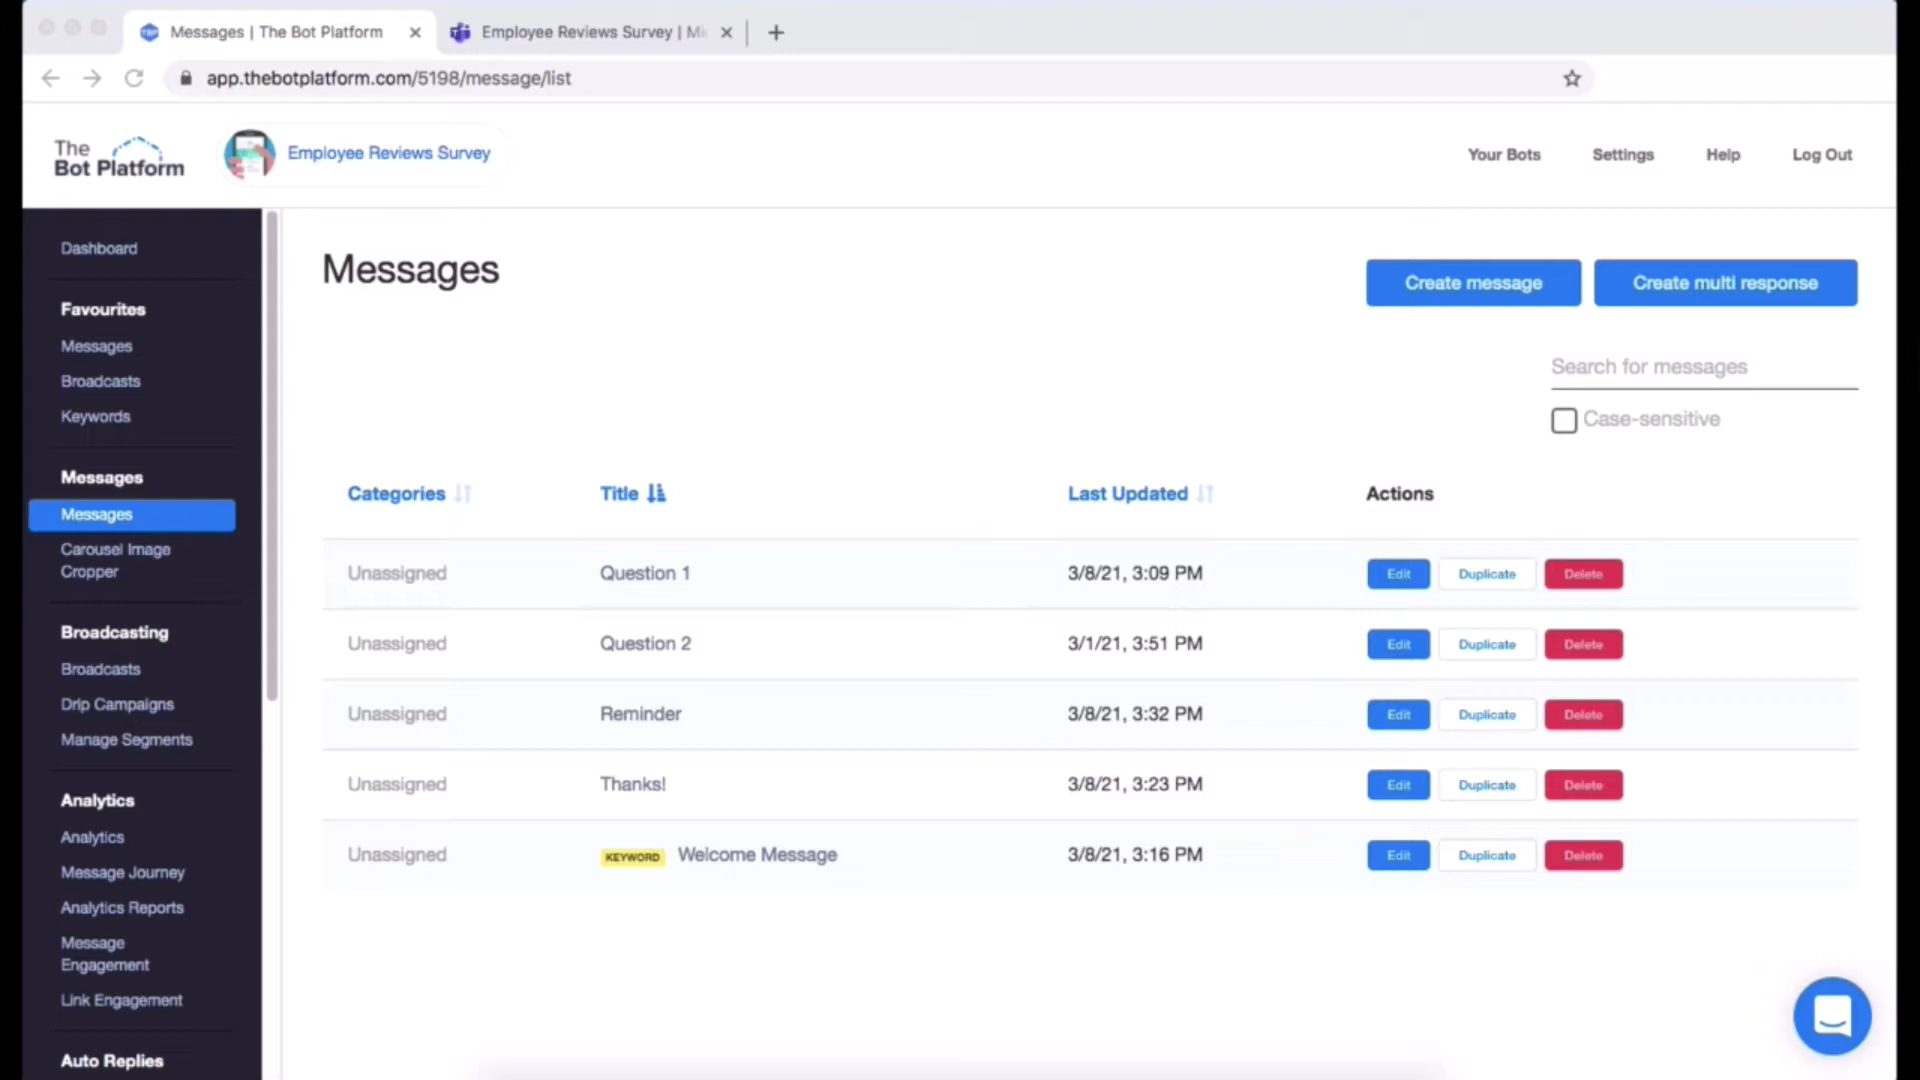 Messages | The Bot Platform
Employee Reviews Survey |
app.thebotplatform.com/5198/message/list
The
Bot Platform
Employee Reviews Survey
Your Bots
Settings
Help
Log Out
Dashboard
Favourites
Messages
Broadcasts
Keywords
Messages
Messages
Carousel Image
Cropper
Broadcasting
Broadcasts
Drip Campaigns
Manage Segments
Analytics
Analytics
Message Journey
Analytics Reports
Message
Engagement
Link Engagement
Auto Replies
Messages
Create message
Create multi response
Search for messages
Case-sensitive
Categories Title Last Updated Actions
Unassigned Question 1 3/8/21, 3:09 PM Edit Duplicate Delete
Unassigned Question 2 3/1/21, 3:51 PM Edit Duplicate Delete
Unassigned Reminder 3/8/21, 3:32 PM Edit Duplicate Delete
Unassigned Thanks! 3/8/21, 3:23 PM Edit Duplicate Delete
Unassigned KEYWORD Welcome Message 3/8/21, 3:16 PM Edit Duplicate Delete